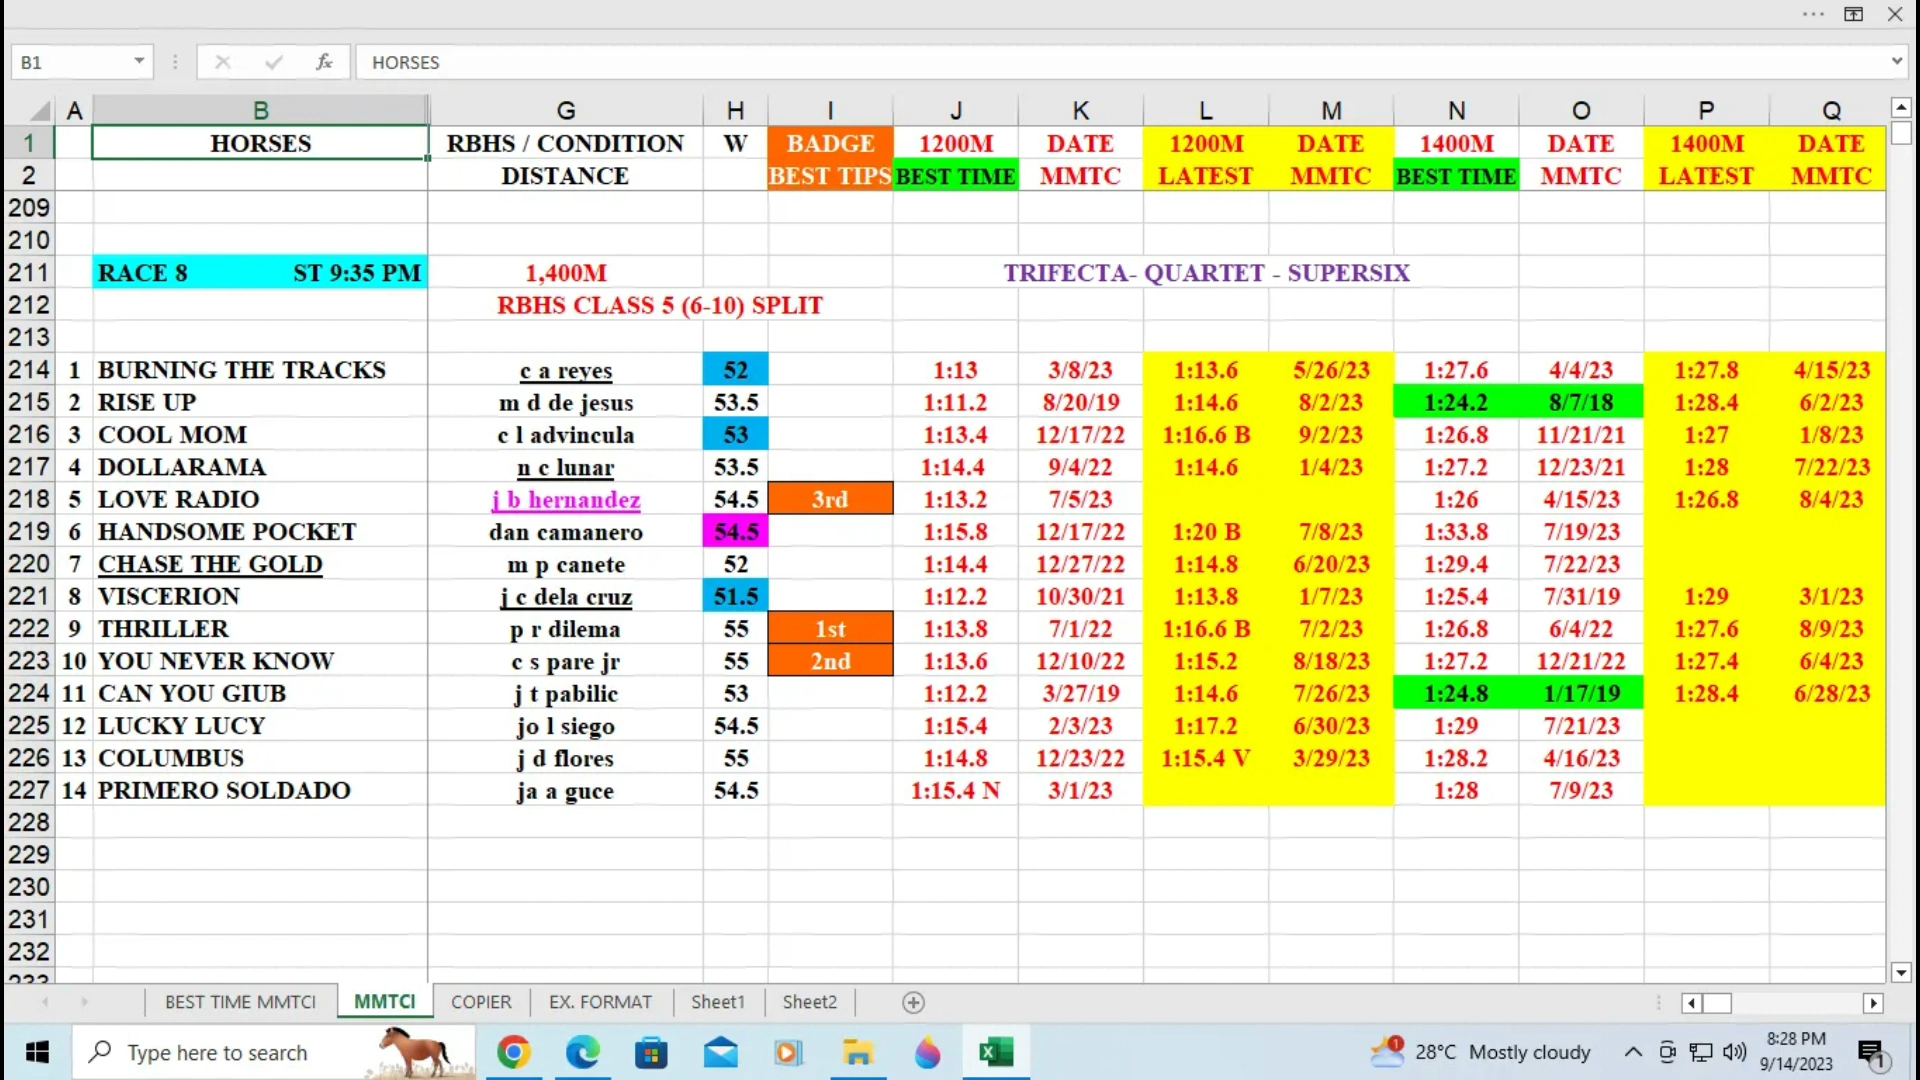 B1 fx HORSES
A B G H I J K L M N O P Q
1 HORSES RBHS / CONDITION W BADGE 1200M DATE 1200M DATE 1400M DATE 1400M DATE
2 DISTANCE BEST TIPS BEST TIME MMTC LATEST MMTC BEST TIME MMTC LATEST MMTC
209
210
211 RACE 8 ST 9:35 PM 1,400M TRIFECTA- QUARTET - SUPERSIX
212 RBHS CLASS 5 (6-10) SPLIT
213
214 1 BURNING THE TRACKS c a reyes 52 1:13 3/8/23 1:13.6 5/26/23 1:27.6 4/4/23 1:27.8 4/15/23
215 2 RISE UP m d de jesus 53.5 1:11.2 8/20/19 1:14.6 8/2/23 1:24.2 8/7/18 1:28.4 6/2/23
216 3 COOL MOM c l advincula 53 1:13.4 12/17/22 1:16.6 B 9/2/23 1:26.8 11/21/21 1:27 1/8/23
217 4 DOLLARAMA n c lunar 53.5 1:14.4 9/4/22 1:14.6 1/4/23 1:27.2 12/23/21 1:28 7/22/23
218 5 LOVE RADIO j b hernandez 54.5 3rd 1:13.2 7/5/23 1:26 4/15/23 1:26.8 8/4/23
219 6 HANDSOME POCKET dan camanero 54.5 1:15.8 12/17/22 1:20 B 7/8/23 1:33.8 7/19/23
220 7 CHASE THE GOLD m p canete 52 1:14.4 12/27/22 1:14.8 6/20/23 1:29.4 7/22/23
221 8 VISCERION j c dela cruz 51.5 1:12.2 10/30/21 1:13.8 1/7/23 1:25.4 7/31/19 1:29 3/1/23
222 9 THRILLER p r dilema 55 1st 1:13.8 7/1/22 1:16.6 B 7/2/23 1:26.8 6/4/22 1:27.6 8/9/23
223 10 YOU NEVER KNOW c s pare jr 55 2nd 1:13.6 12/10/22 1:15.2 8/18/23 1:27.2 12/21/22 1:27.4 6/4/23
224 11 CAN YOU GIUB j t pabilic 53 1:12.2 3/27/19 1:14.6 7/26/23 1:24.8 1/17/19 1:28.4 6/28/23
225 12 LUCKY LUCY jo l siego 54.5 1:15.4 2/3/23 1:17.2 6/30/23 1:29 7/21/23
226 13 COLUMBUS j d flores 55 1:14.8 12/23/22 1:15.4 V 3/29/23 1:28.2 4/16/23
227 14 PRIMERO SOLDADO ja a guce 54.5 1:15.4 N 3/1/23 1:28 7/9/23
228
229
230
231
232
233
BEST TIME MMTCI MMTCI COPIER EX. FORMAT Sheet1 Sheet2
Type here to search 1 28°C Mostly cloudy 8:28 PM
9/14/2023 1